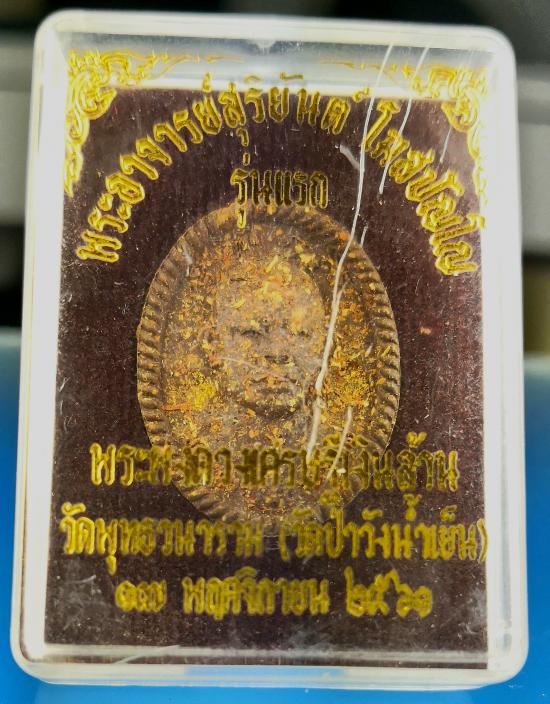 พระอาจารย์สุริยันต์ โฆสปัญโญ
รุ่นแรก
พระผงดวงเศรษฐีเงินล้าน
วัดพุทธวนาราม (วัดป่าวังน้ำเย็น)
๑๗ พฤศจิกายน ๒๕๖๑